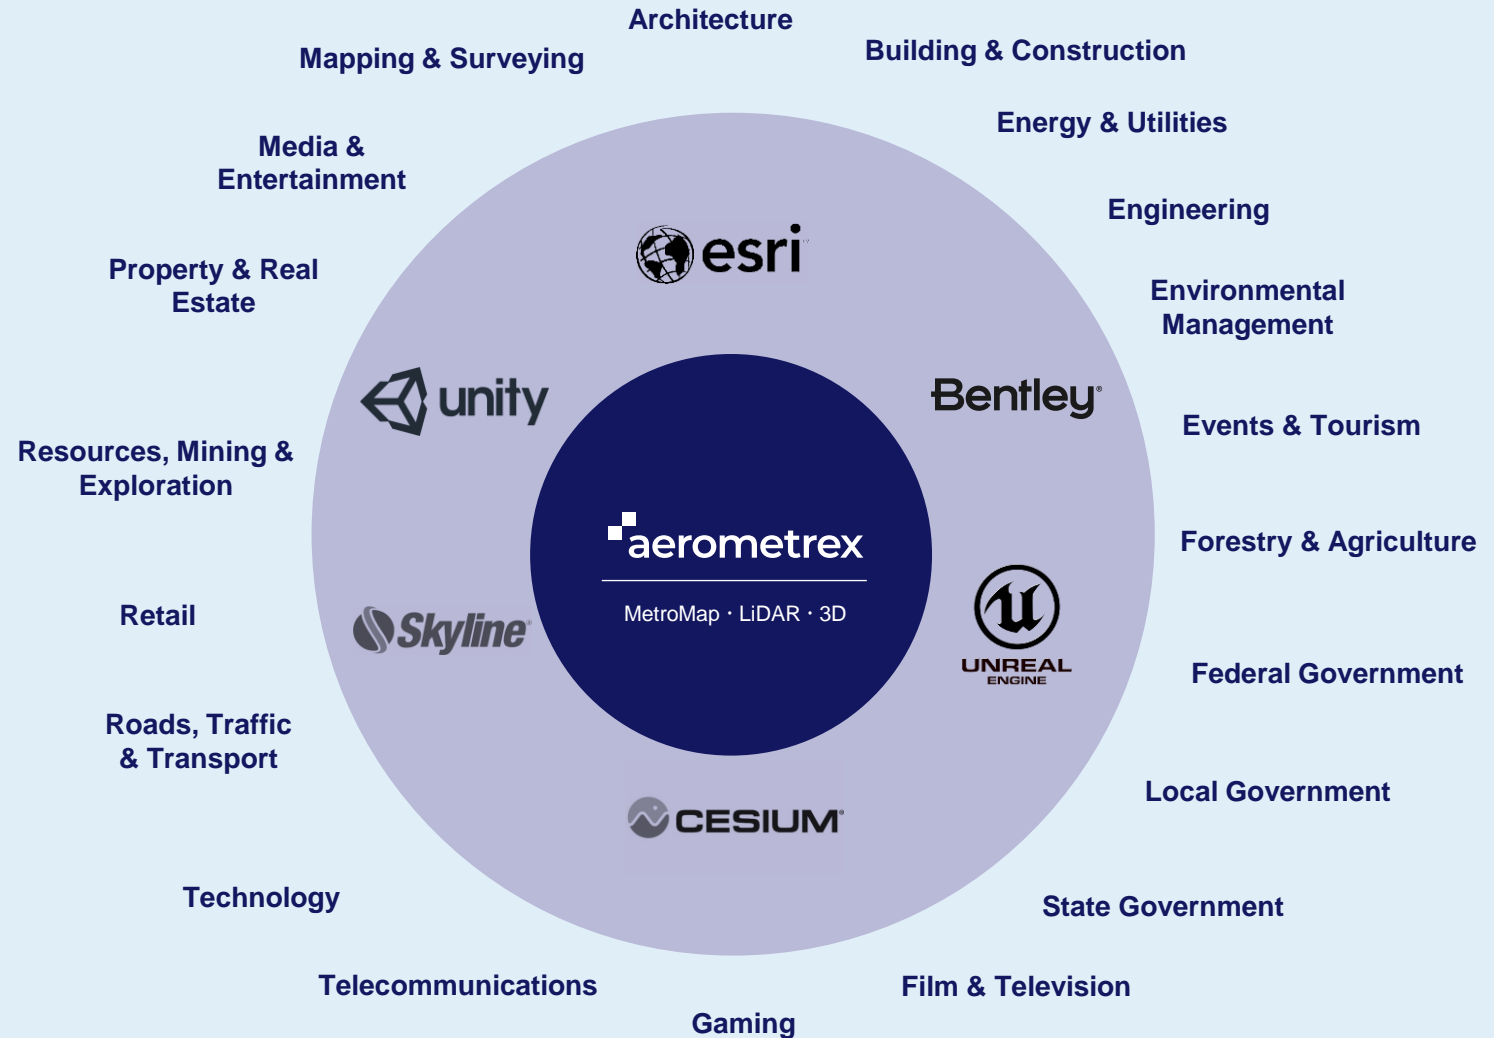 Architecture
Mapping & Surveying
Building & Construction
Energy & Utilities
Media &
Entertainment
Engineering
esri
Property & Real
Estate
Environmental
Management
unity
Bentley®
Events & Tourism
Resources, Mining &
Exploration
aerometrex
MetroMap · LiDAR · 3D
Forestry & Agriculture
Retail
Skyline®
UNREAL
ENGINE
Federal Government
Roads, Traffic
& Transport
Local Government
CESIUM®
Technology
State Government
Telecommunications
Film & Television
Gaming